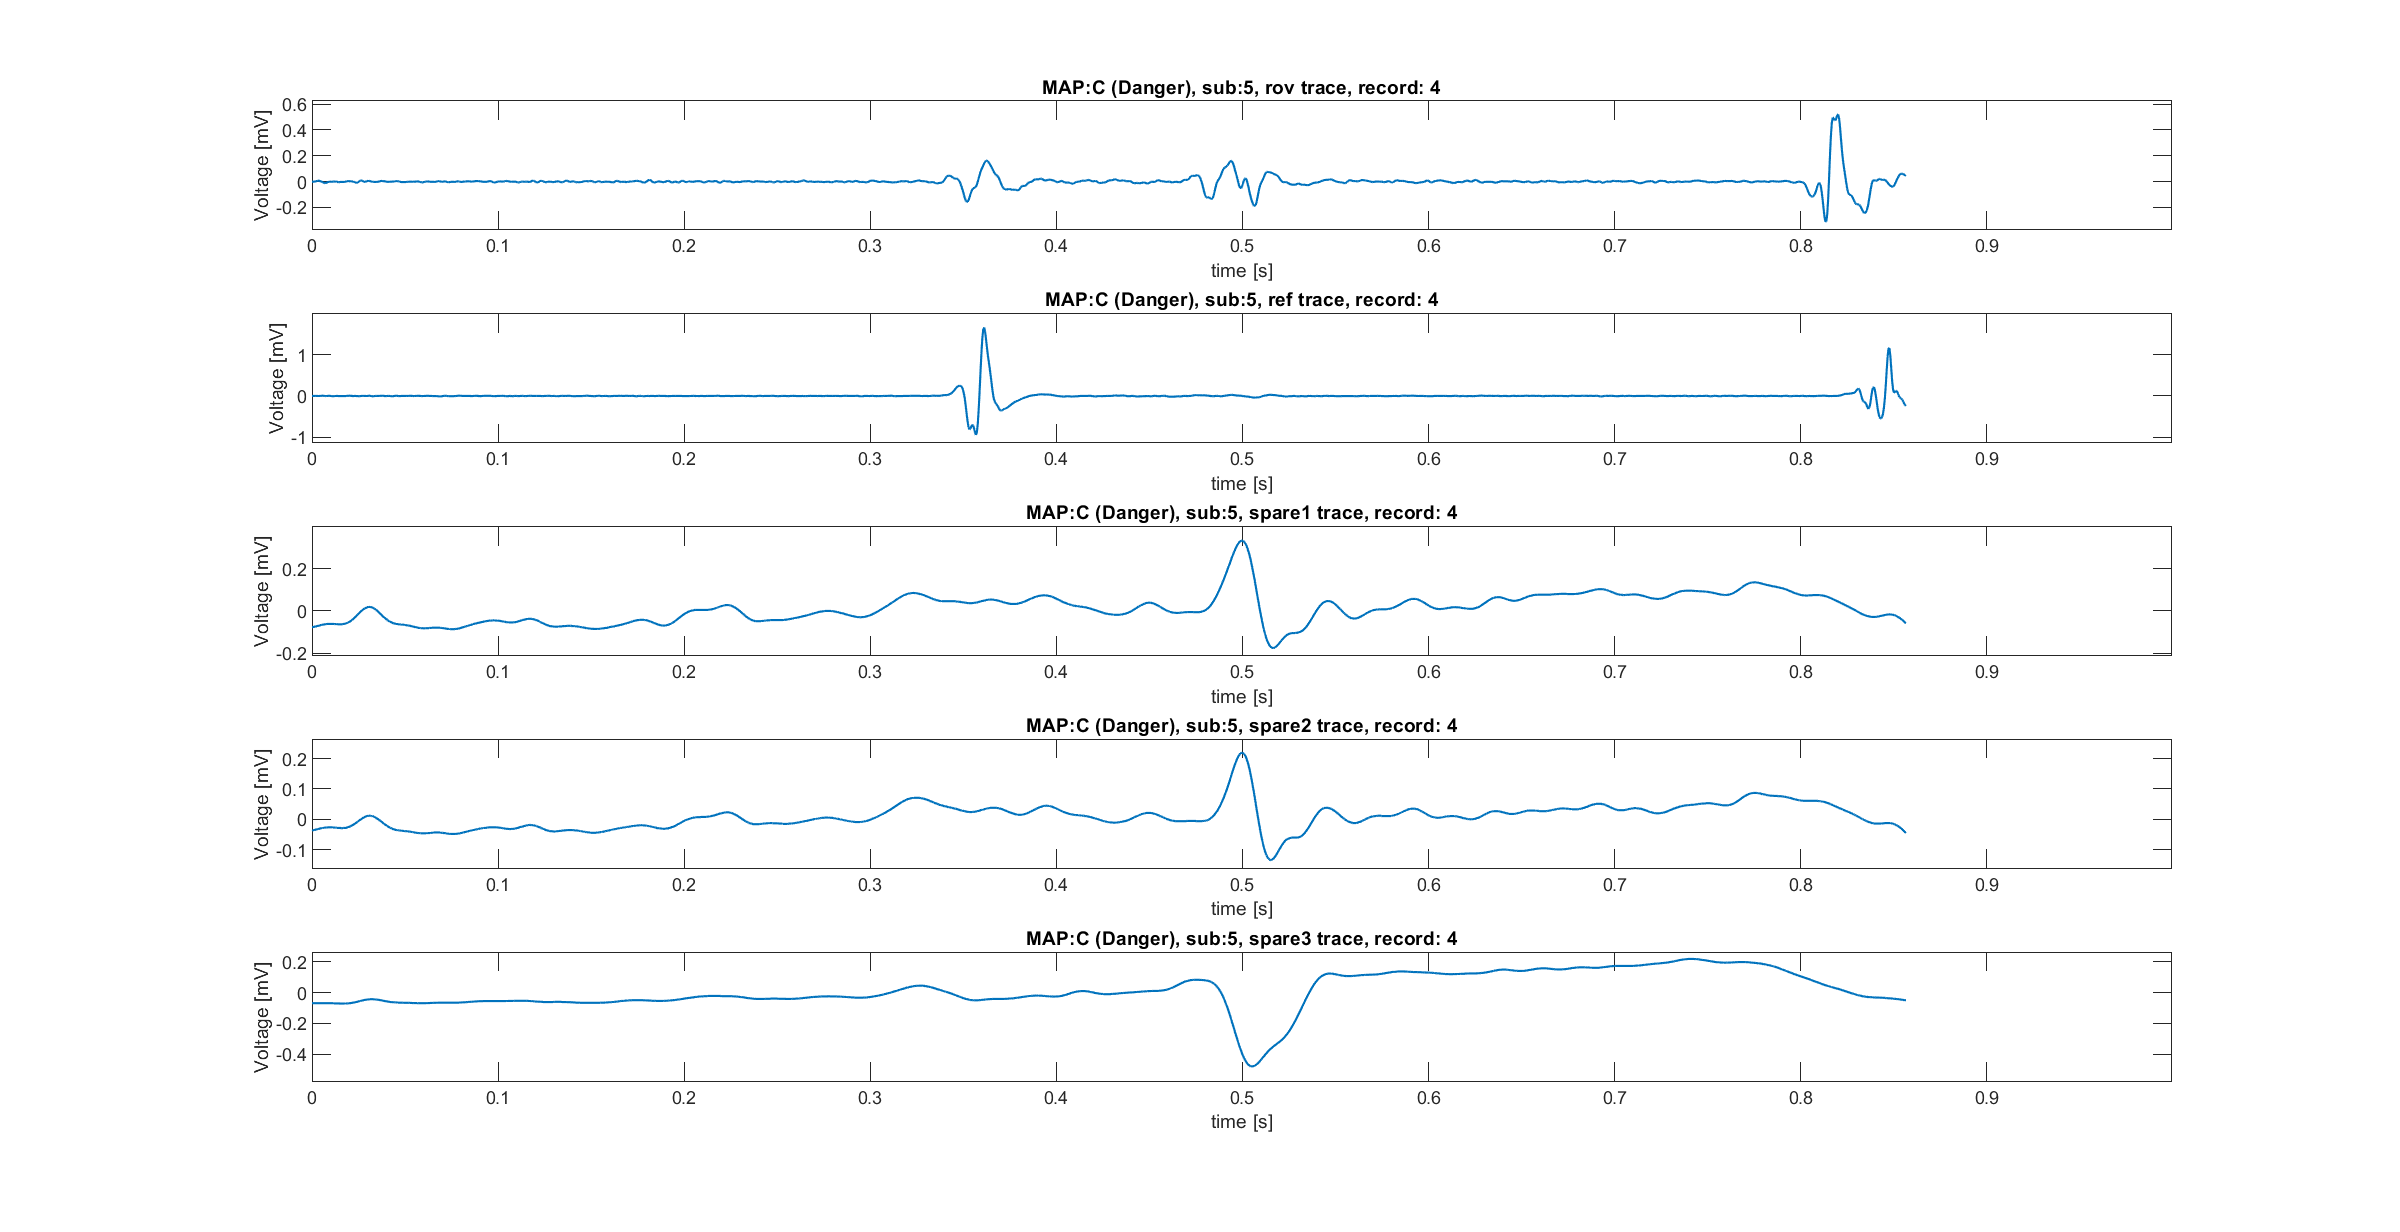 MAP:C (Danger), sub:5, rov trace, record: 4
Voltage [mV]
0.6
0.4
0.2
0
-0.2
0 0.1 0.2 0.3 0.4 0.5 0.6 0.7 0.8 0.9
time [s]
MAP:C (Danger), sub:5, ref trace, record: 4
Voltage [mV]
1
0
-1
0 0.1 0.2 0.3 0.4 0.5 0.6 0.7 0.8 0.9
time [s]
MAP:C (Danger), sub:5, spare1 trace, record: 4
Voltage [mV]
0.2
0
-0.2
0 0.1 0.2 0.3 0.4 0.5 0.6 0.7 0.8 0.9
time [s]
MAP:C (Danger), sub:5, spare2 trace, record: 4
Voltage [mV]
0.2
0.1
0
-0.1
0 0.1 0.2 0.3 0.4 0.5 0.6 0.7 0.8 0.9
time [s]
MAP:C (Danger), sub:5, spare3 trace, record: 4
Voltage [mV]
0.2
0
-0.2
-0.4
0 0.1 0.2 0.3 0.4 0.5 0.6 0.7 0.8 0.9
time [s]